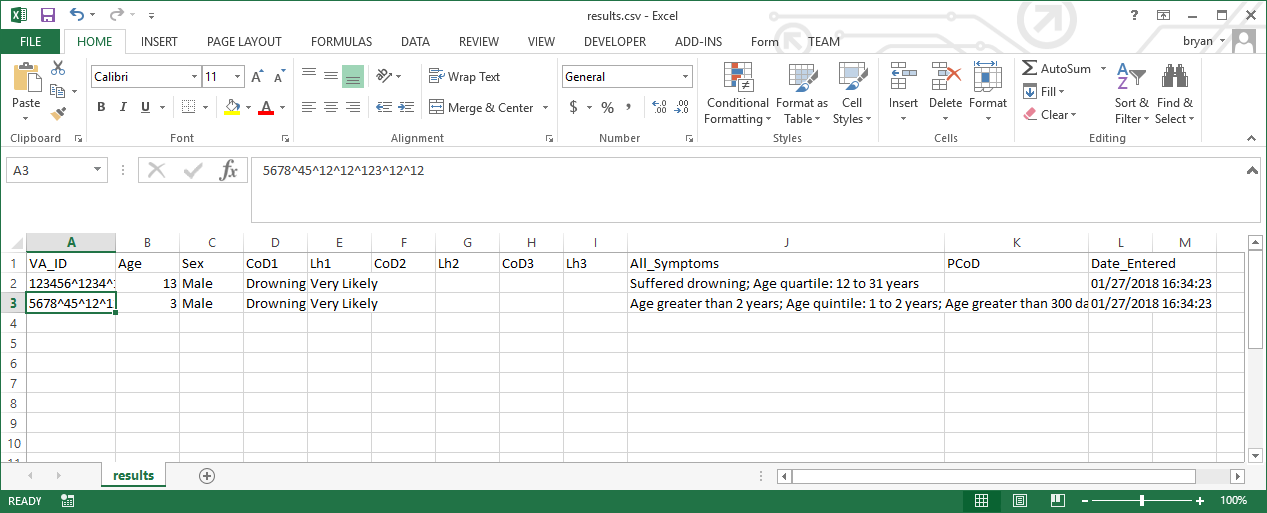 results.csv - Excel
?
FILE HOME INSERT PAGE LAYOUT FORMULAS DATA REVIEW VIEW DEVELOPER ADD-INS Form TEAM bryan
Paste
Clipboard
Calibri 11
B I U
Font
Wrap Text
Merge & Center
Alignment
General
$ % ,
Number
Conditional Formatting
Format as Table
Cell Styles
Styles
Insert
Delete
Format
Cells
AutoSum
Fill
Clear
Sort & Filter
Find & Select
Editing
A3 fx 5678^45^12^12^123^12^12
A B C D E F G H I J K L M
1 VA_ID Age Sex CoD1 Lh1 CoD2 Lh2 CoD3 Lh3 All_Symptoms PCoD Date_Entered
2 123456^1234^ 13 Male Drowning Very Likely Suffered drowning; Age quartile: 12 to 31 years 01/27/2018 16:34:23
3 5678^45^12^1 3 Male Drowning Very Likely Age greater than 2 years; Age quintile: 1 to 2 years; Age greater than 300 da 01/27/2018 16:34:23
4
5
6
7
8
9
10
results
READY 100%